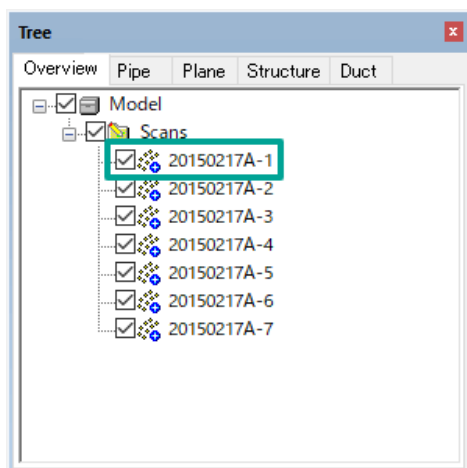 Tree
Overview Pipe Plane Structure Duct
Model
Scans
20150217A-1
20150217A-2
20150217A-3
20150217A-4
20150217A-5
20150217A-6
20150217A-7